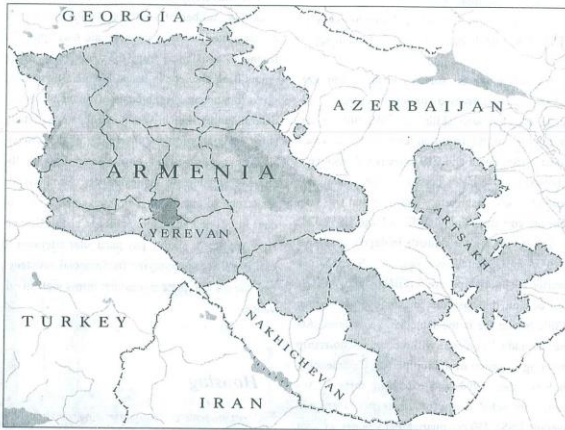 GEORGIA
AZERBAIJAN
ARMENIA
ARTSAKH
YEREVAN
TURKEY
NAKHICHEVAN
IRAN